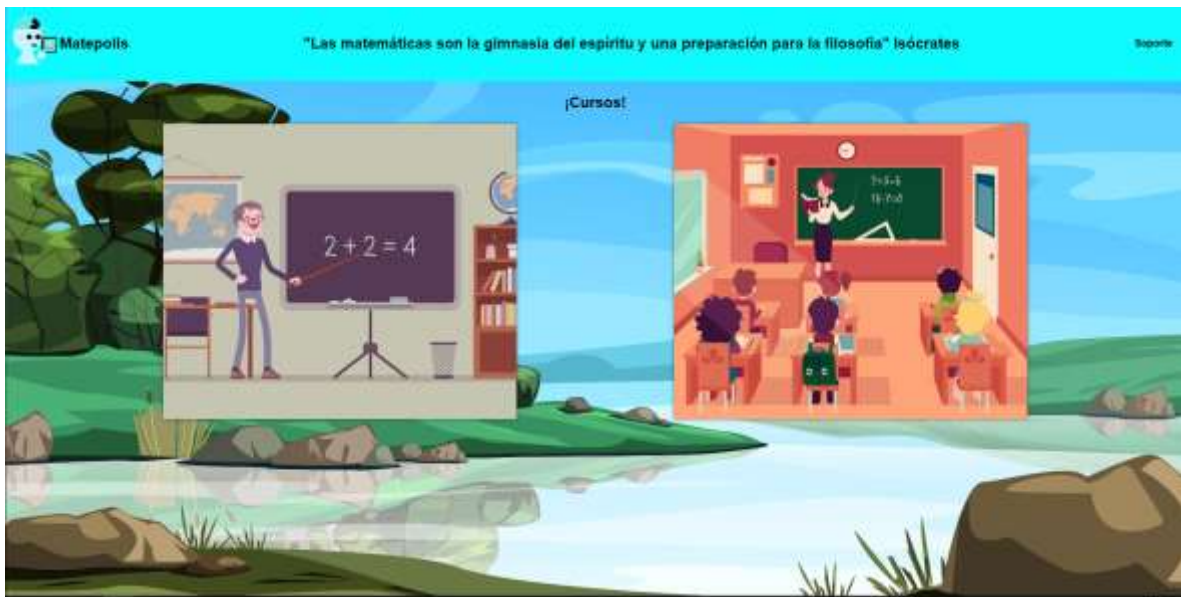 Matepolis
"Las matemáticas son la gimnasia del espíritu y una preparación para la filosofía" Isócrates
Soporte
¡Cursos!
2+2=4